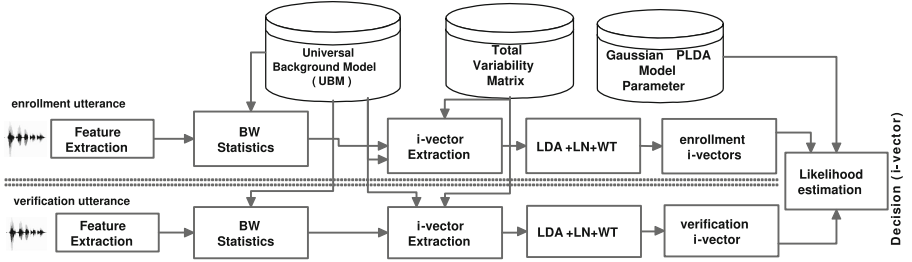 Universal
Background Model
( UBM )
Total
Variability
Matrix
Gaussian PLDA
Model
Parameter
enrollment utterance
Feature
Extraction
BW
Statistics
i-vector
Extraction
LDA +LN+WT
enrollment
i-vectors
Likelihood
estimation
Decision (i-vector)
verification utterance
Feature
Extraction
BW
Statistics
i-vector
Extraction
LDA +LN+WT
verification
i-vector